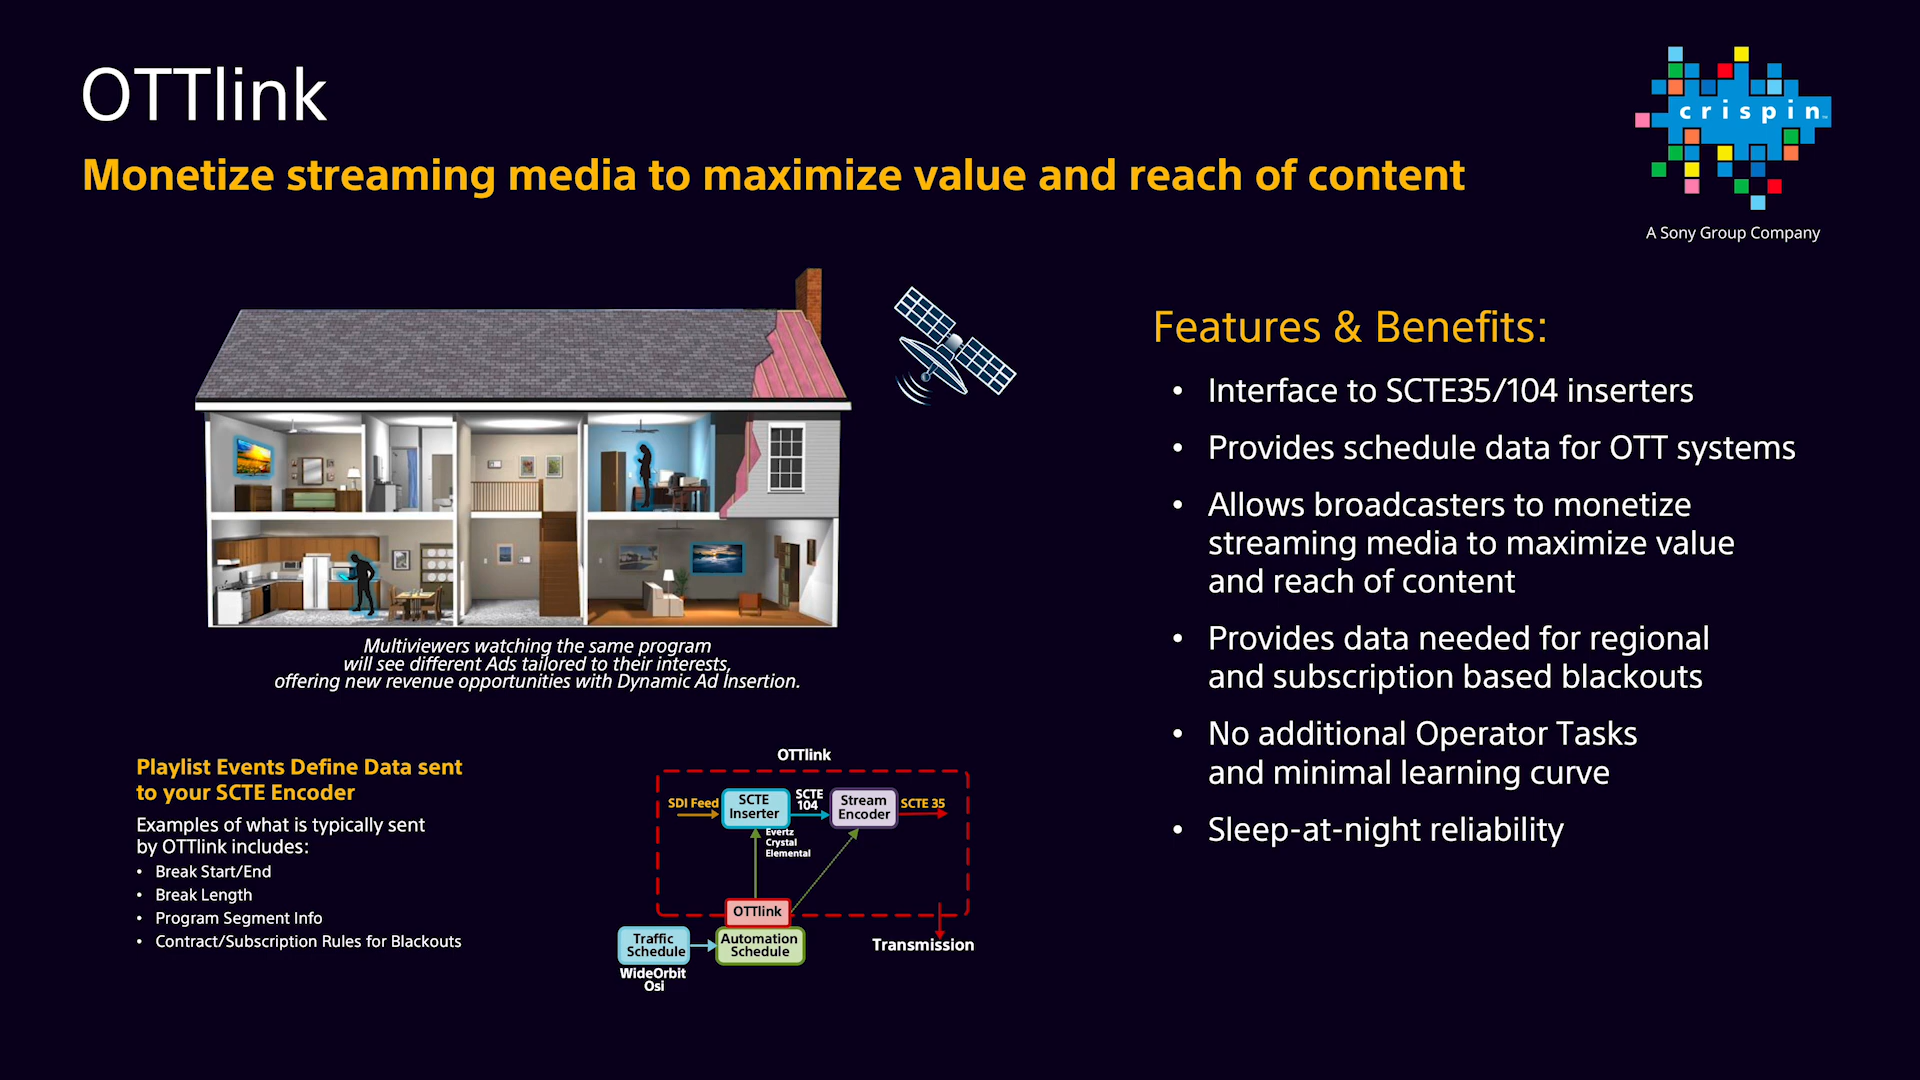 OTTlink
Monetize streaming media to maximize value and reach of content
crispin
A Sony Group Company
Multiviewers watching the same program
will see different Ads tailored to their interests,
offering new revenue opportunities with Dynamic Ad Insertion.
Playlist Events Define Data sent
to your SCTE Encoder
Examples of what is typically sent
by OTTlink includes:
• Break Start/End
• Break Length
• Program Segment Info
• Contract/Subscription Rules for Blackouts
OTTlink
SDI Feed
SCTE
Inserter
SCTE
104
Stream
Encoder
SCTE 35
Evertz
Crystal
Elemental
OTTlink
Traffic
Schedule
Automation
Schedule
Transmission
WideOrbit
Osi
Features & Benefits:
• Interface to SCTE35/104 inserters
• Provides schedule data for OTT systems
• Allows broadcasters to monetize
streaming media to maximize value
and reach of content
• Provides data needed for regional
and subscription based blackouts
• No additional Operator Tasks
and minimal learning curve
• Sleep-at-night reliability